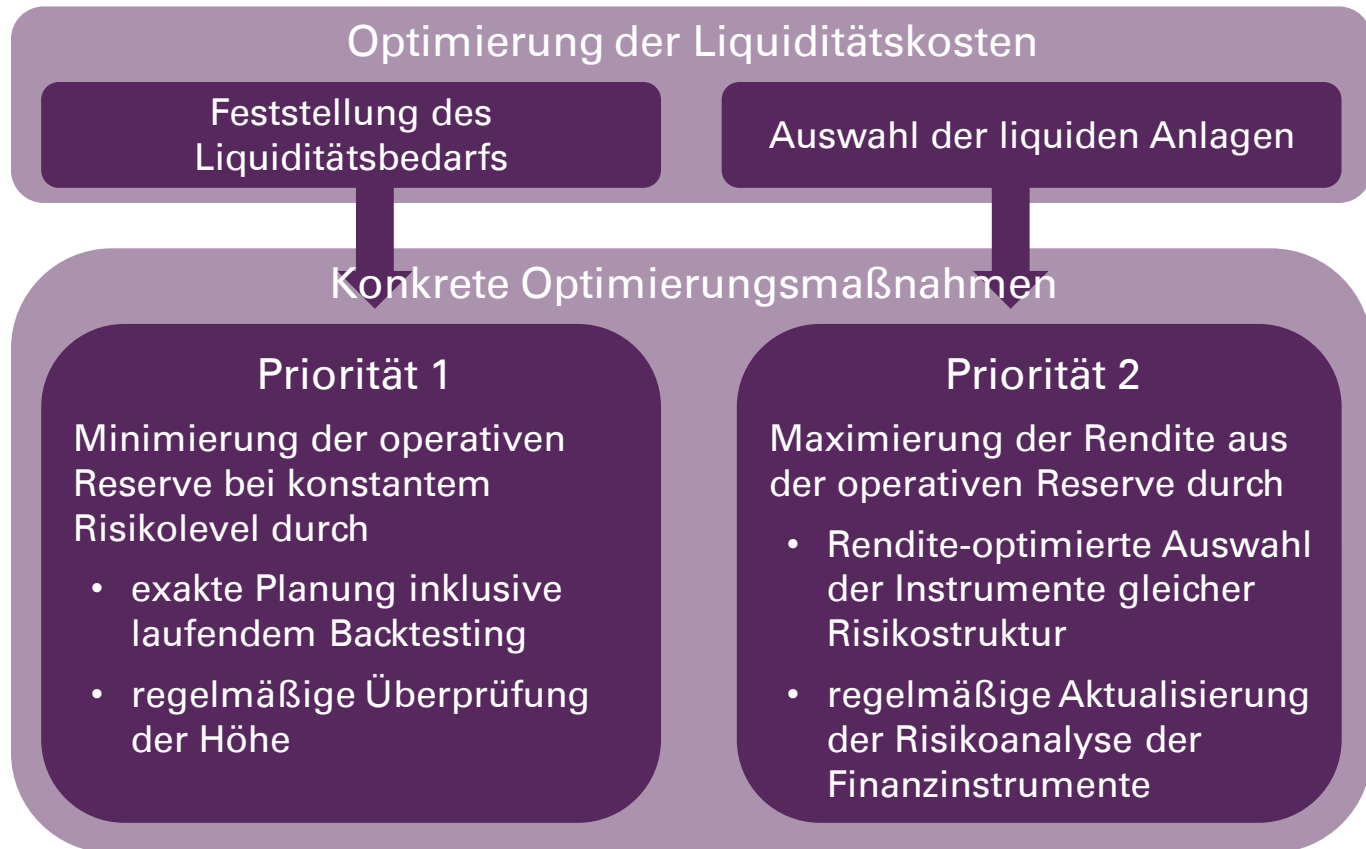 Optimierung der Liquiditätskosten
Feststellung des
Liquiditätsbedarfs
Auswahl der liquiden Anlagen
Konkrete Optimierungsmaßnahmen
Priorität 1
Minimierung der operativen
Reserve bei konstantem
Risikolevel durch
• exakte Planung inklusive
laufendem Backtesting
• regelmäßige Überprüfung
der Höhe
Priorität 2
Maximierung der Rendite aus
der operativen Reserve durch
• Rendite-optimierte Auswahl
der Instrumente gleicher
Risikostruktur
• regelmäßige Aktualisierung
der Risikoanalyse der
Finanzinstrumente